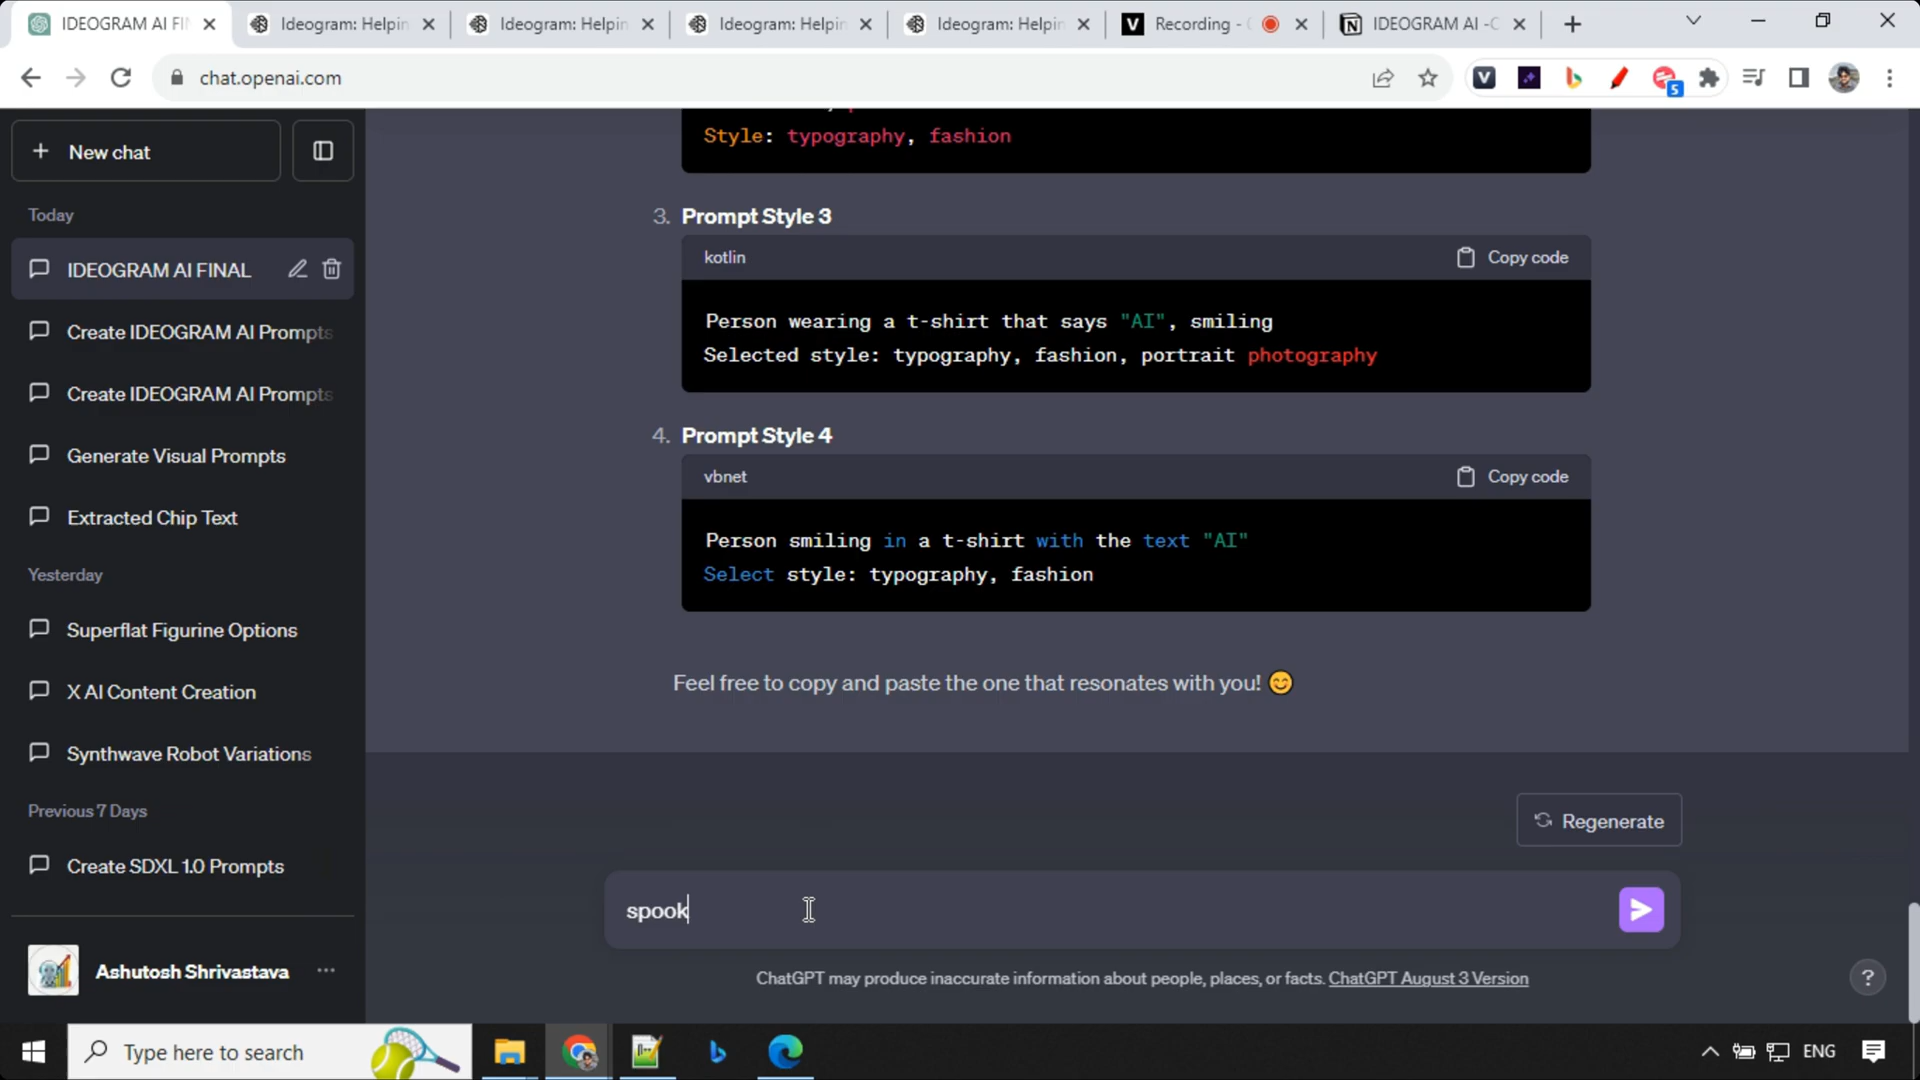 IDEOGRAM AI FI
Ideogram: Helpin
Ideogram: Helpin
Ideogram: Helpin
Ideogram: Helpin
V
Recording -
N
IDEOGRAM AI -C
chat.openai.com
V
b
5
New chat
Today
IDEOGRAM AI FINAL
Create IDEOGRAM AI Prompts
Create IDEOGRAM AI Prompts
Generate Visual Prompts
Extracted Chip Text
Yesterday
Superflat Figurine Options
X AI Content Creation
Synthwave Robot Variations
Previous 7 Days
Create SDXL 1.0 Prompts
Ashutosh Shrivastava
Style: typography, fashion
3. Prompt Style 3
kotlin
Copy code
Person wearing a t-shirt that says "AI", smiling
Selected style: typography, fashion, portrait photography
4. Prompt Style 4
vbnet
Copy code
Person smiling in a t-shirt with the text "AI"
Select style: typography, fashion
Feel free to copy and paste the one that resonates with you! 😊
Regenerate
spook
ChatGPT may produce inaccurate information about people, places, or facts. ChatGPT August 3 Version
?
Type here to search
b
ENG